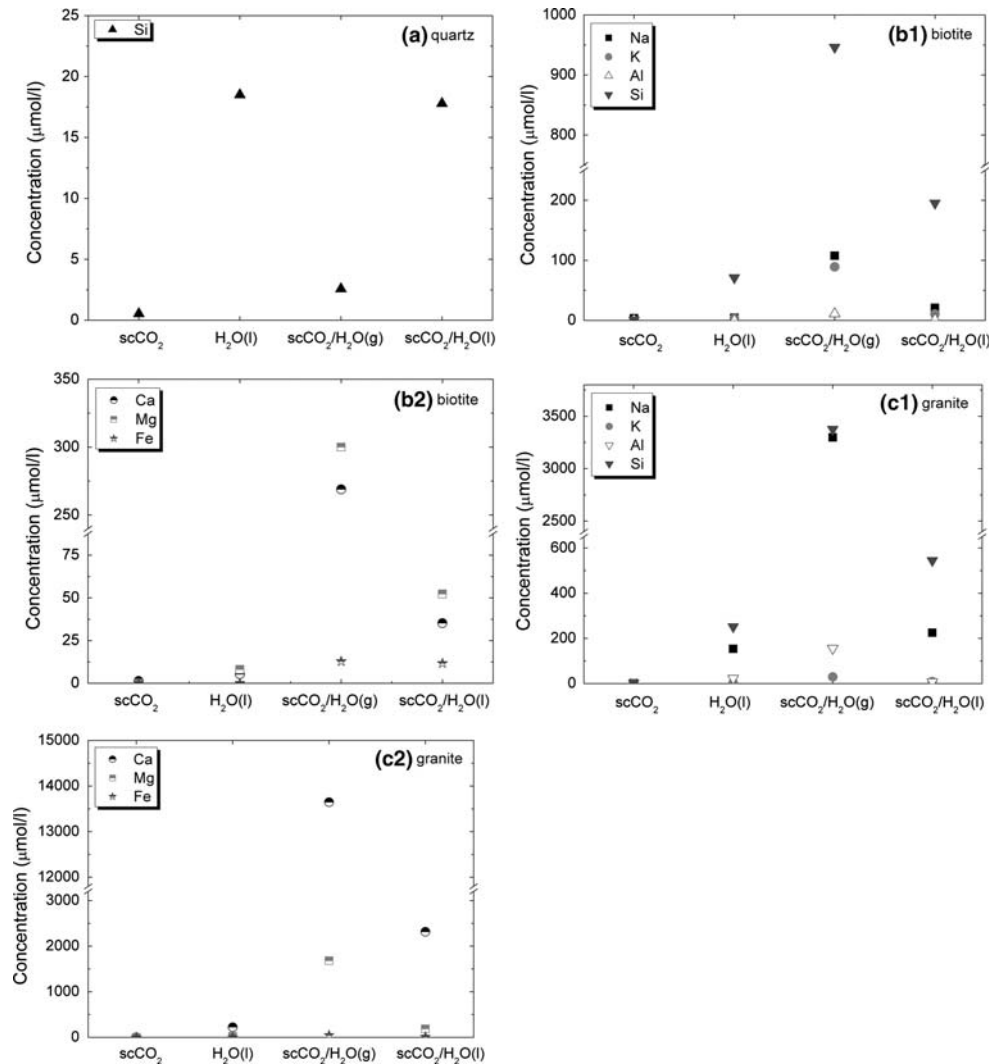 (a) quartz
Si
Concentration (μmol/l)
25
20
15
10
5
0
scCO₂ H₂O(l) scCO₂/H₂O(g) scCO₂/H₂O(l)
(b1) biotite
Na
K
Al
Si
Concentration (μmol/l)
1000
900
800
200
100
0
scCO₂ H₂O(l) scCO₂/H₂O(g) scCO₂/H₂O(l)
(b2) biotite
Ca
Mg
Fe
Concentration (μmol/l)
350
300
250
75
50
25
0
scCO₂ H₂O(l) scCO₂/H₂O(g) scCO₂/H₂O(l)
(c1) granite
Na
K
Al
Si
Concentration (μmol/l)
3500
3000
2500
600
400
200
0
scCO₂ H₂O(l) scCO₂/H₂O(g) scCO₂/H₂O(l)
(c2) granite
Ca
Mg
Fe
Concentration (μmol/l)
15000
14000
13000
12000
3000
2000
1000
0
scCO₂ H₂O(l) scCO₂/H₂O(g) scCO₂/H₂O(l)